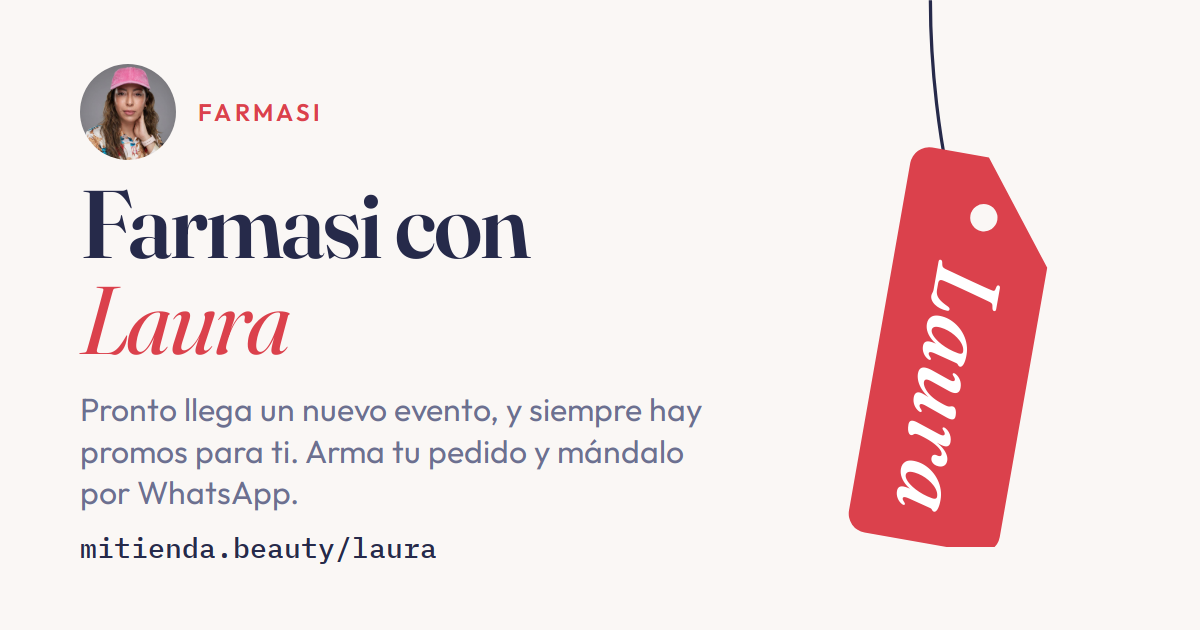 FARMASI
Farmasi con
Laura
Pronto llega un nuevo evento, y siempre hay
promos para ti. Arma tu pedido y mándalo
por WhatsApp.
mitienda.beauty/laura
Laura